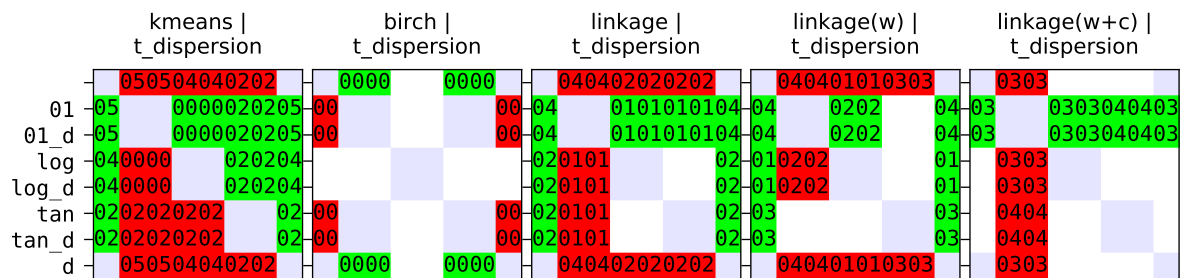 kmeans | birch | linkage | linkage(w) | linkage(w+c) |
t_dispersion t_dispersion t_dispersion t_dispersion t_dispersion
050504040202 0000 0000 040402020202 040401010303 0303
01 05 0000020205 00 00 04 0101010104 04 0202 04 03 0303040403
01_d 05 0000020205 00 00 04 0101010104 04 0202 04 03 0303040403
log 040000 020204 020101 02 010202 01 0303
log_d 040000 020204 020101 02 010202 01 0303
tan 0202020202 02 00 00 020101 02 03 03 0404
tan_d 0202020202 02 00 00 020101 02 03 03 0404
d 050504040202 0000 0000 040402020202 040401010303 0303